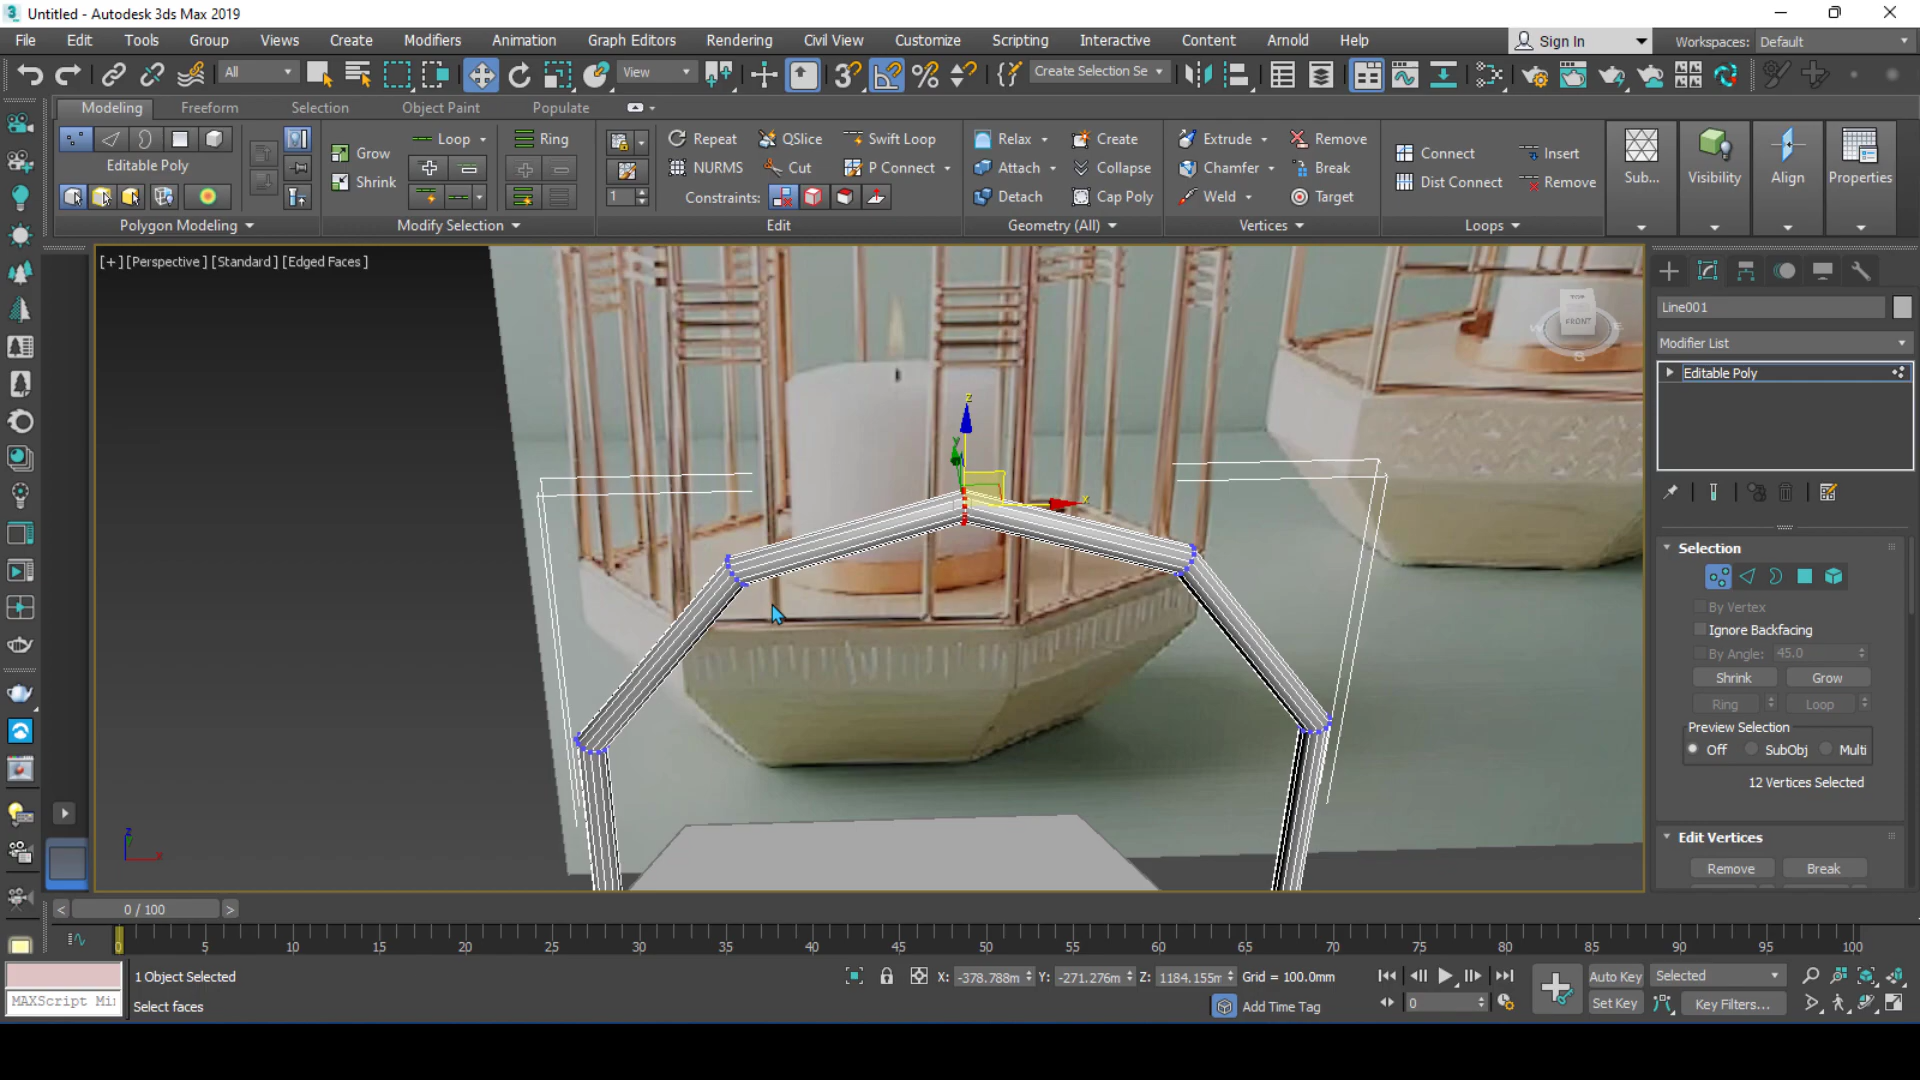 Untitled - Autodesk 3ds Max 2019
File Edit Tools Group Views Create Modifiers Animation Graph Editors Rendering Civil View Customize Scripting Interactive Content Arnold Help Sign In Workspaces: Default
All View Create Selection Se
Modeling Freeform Selection Object Paint Populate
Loop Ring Repeat QSlice Swift Loop Relax Create Extrude Remove
Editable Poly Grow NURMS Cut P Connect Attach Collapse Chamfer Break Connect Insert
Shrink 1 Constraints: Detach Cap Poly Weld Target Dist Connect Remove Sub... Visibility Align Properties
Polygon Modeling Modify Selection Edit Geometry (All) Vertices Loops
[+] [Perspective] [Standard] [Edged Faces]
TOP
FRONT
W E
S
z
y
x
z
y
x
Line001
Modifier List
Editable Poly
Selection
By Vertex
Ignore Backfacing
By Angle: 45.0
Shrink Grow
Ring Loop
Preview Selection
Off SubObj Multi
12 Vertices Selected
Edit Vertices
Remove Break
< 0 / 100 >
0 5 10 15 20 25 30 35 40 45 50 55 60 65 70 75 80 85 90 95 100
1 Object Selected X: -378.788m Y: -271.276m Z: 1184.155m Grid = 100.0mm Auto Key Selected
MAXScript Mi Select faces Add Time Tag 0 Set Key Key Filters...